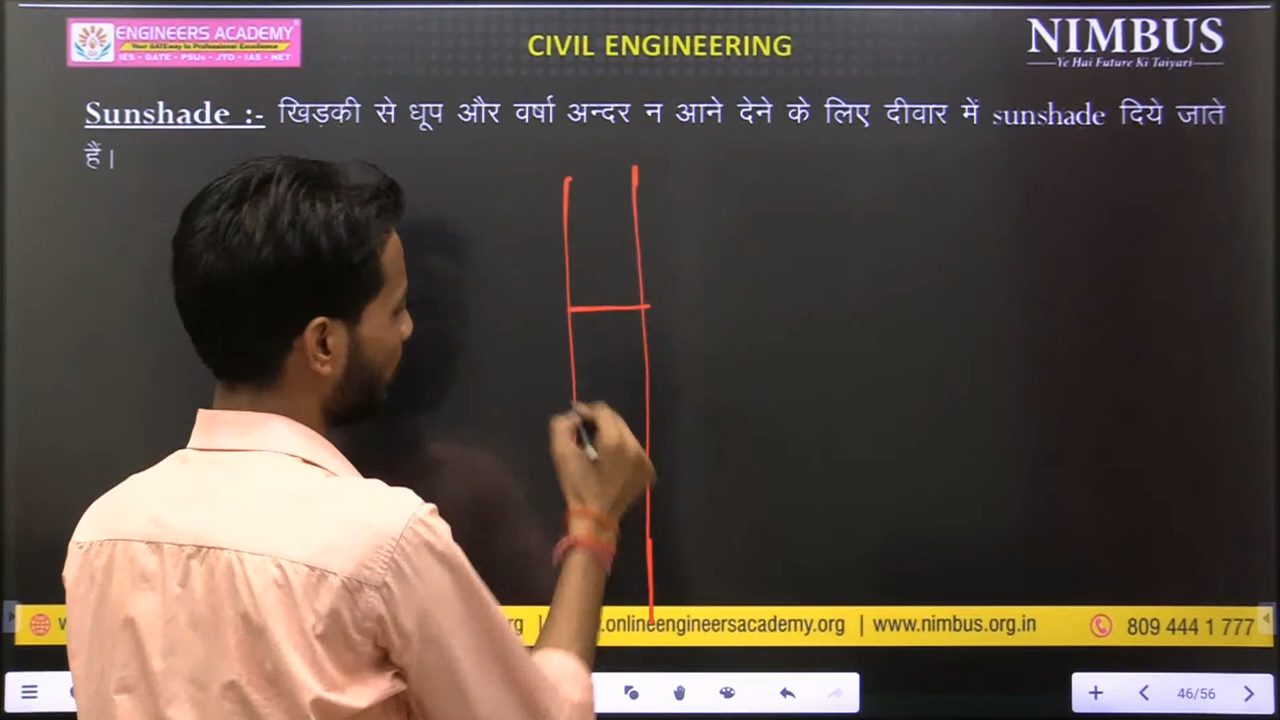 ENGINEERS ACADEMY
Your GATEway to Professional Excellence
IES • GATE • PSUs • JTO • IAS • NET
CIVIL ENGINEERING
NIMBUS
Ye Hai Future Ki Taiyari
Sunshade :- खिड़की से धूप और वर्षा अन्दर न आने देने के लिए दीवार में sunshade दिये जाते
हैं।
.onlineengineersacademy.org | www.nimbus.org.in 809 444 1 777
46/56